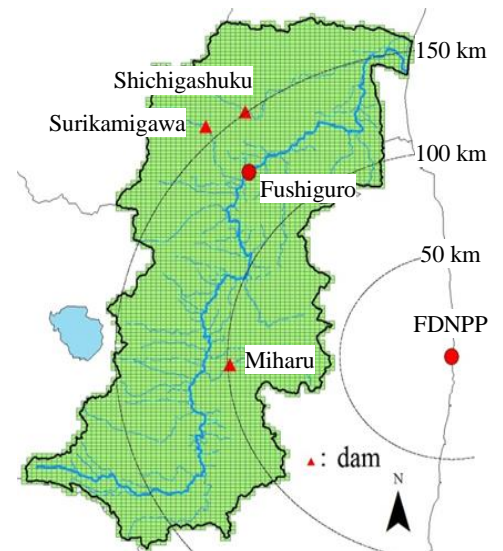 150 km
Shichigashuku
Surikamigawa
100 km
Fushiguro
50 km
FDNPP
Miharu
: dam
N